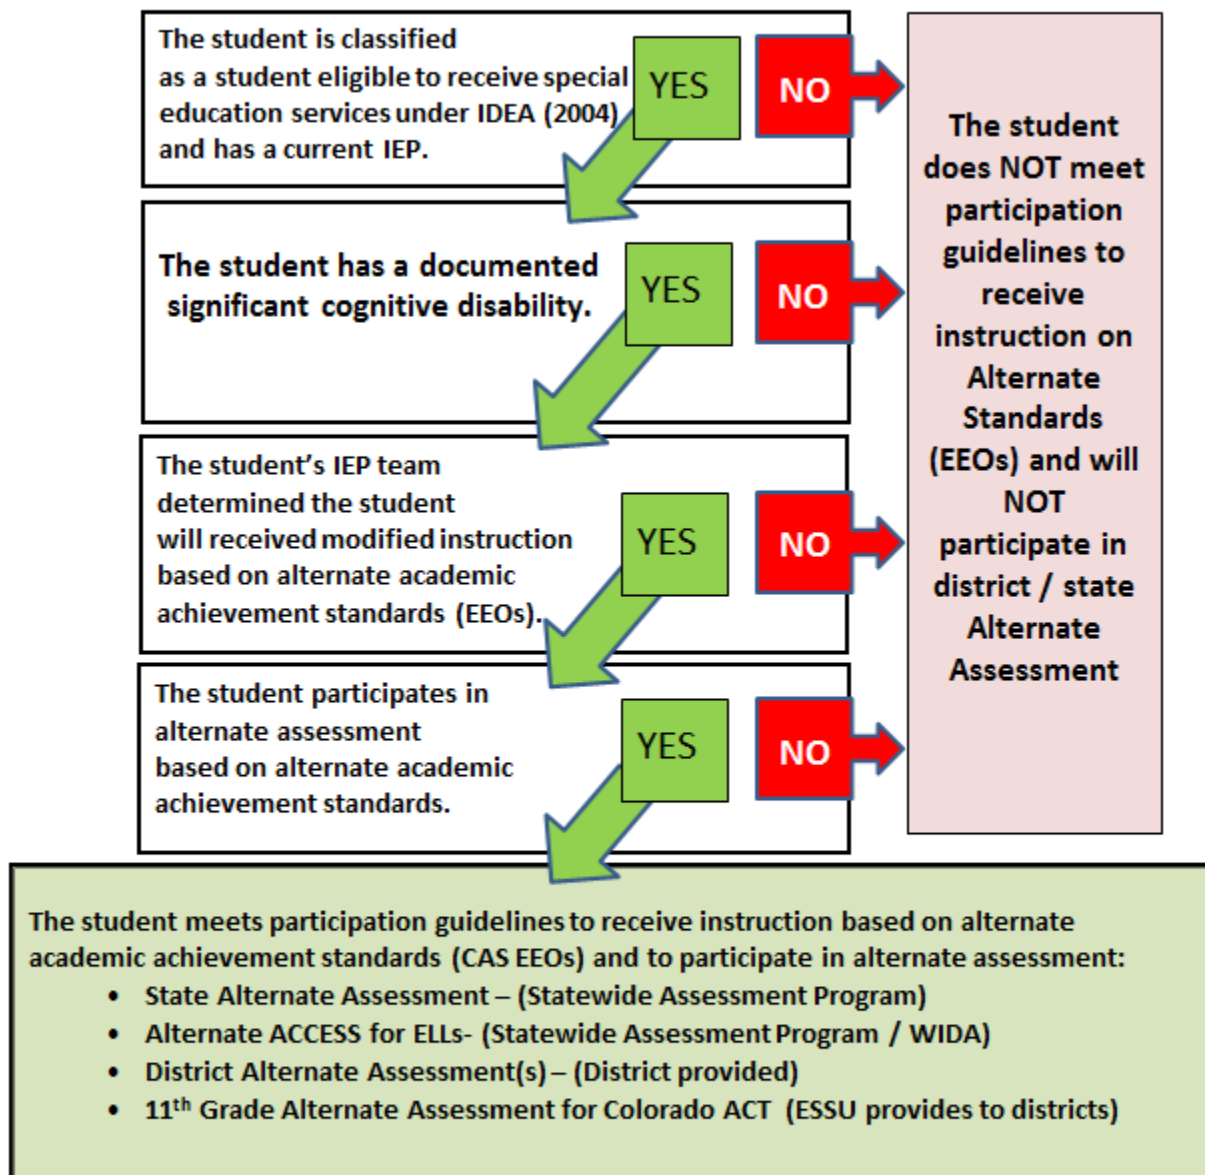 The student is classified
as a student eligible to receive special
education services under IDEA (2004)
and has a current IEP.
YES
NO
The student has a documented
significant cognitive disability.
YES
NO
The student's IEP team
determined the student
will received modified instruction
based on alternate academic
achievement standards (EEOs).
YES
NO
The student participates in
alternate assessment
based on alternate academic
achievement standards.
YES
NO
The student
does NOT meet
participation
guidelines to
receive
instruction on
Alternate
Standards
(EEOs) and will
NOT
participate in
district / state
Alternate
Assessment
The student meets participation guidelines to receive instruction based on alternate
academic achievement standards (CAS EEOs) and to participate in alternate assessment:
• State Alternate Assessment – (Statewide Assessment Program)
• Alternate ACCESS for ELLs- (Statewide Assessment Program / WIDA)
• District Alternate Assessment(s) – (District provided)
• 11th Grade Alternate Assessment for Colorado ACT (ESSU provides to districts)